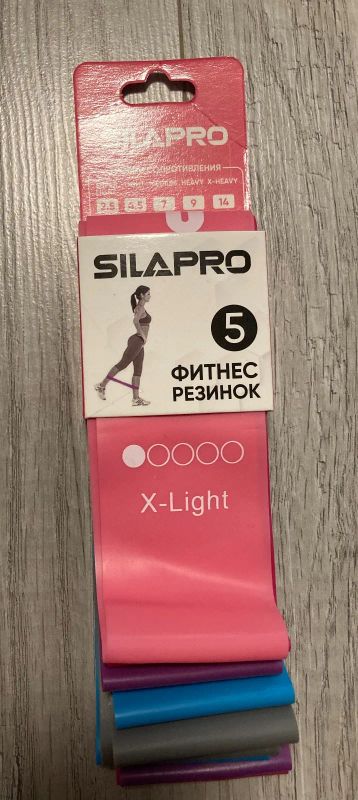 SILAPRO
СОПРОТИВЛЕНИЯ
HEAVY X-HEAVY
2.5 4.5 7 9 14
SILAPRO
5
ФИТНЕС
РЕЗИНОК
X-Light